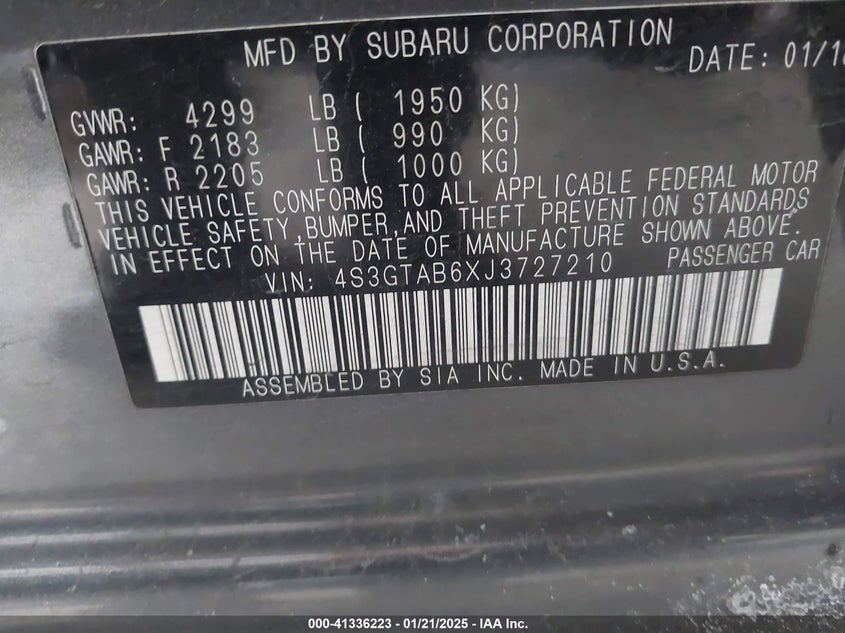 MFD BY SUBARU CORPORATION DATE: 01/18
GVWR: 4299 LB ( 1950 KG)
GAWR: F 2183 LB ( 990 KG)
GAWR: R 2205 LB ( 1000 KG)
THIS VEHICLE CONFORMS TO ALL APPLICABLE FEDERAL MOTOR
VEHICLE SAFETY,BUMPER,AND THEFT PREVENTION STANDARDS
IN EFFECT ON THE DATE OF MANUFACTURE SHOWN ABOVE.
VIN: 4S3GTAB6XJ3727210 PASSENGER CAR
ASSEMBLED BY SIA INC. MADE IN U.S.A.
000-41336223 - 01/21/2025 - IAA Inc.